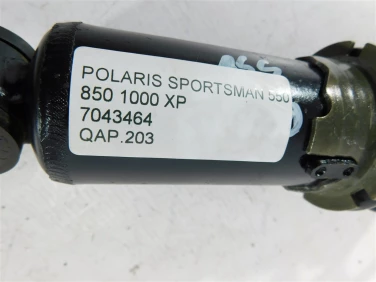 POLARIS SPORTSMAN 550
850 1000 XP
7043464
QAP.203